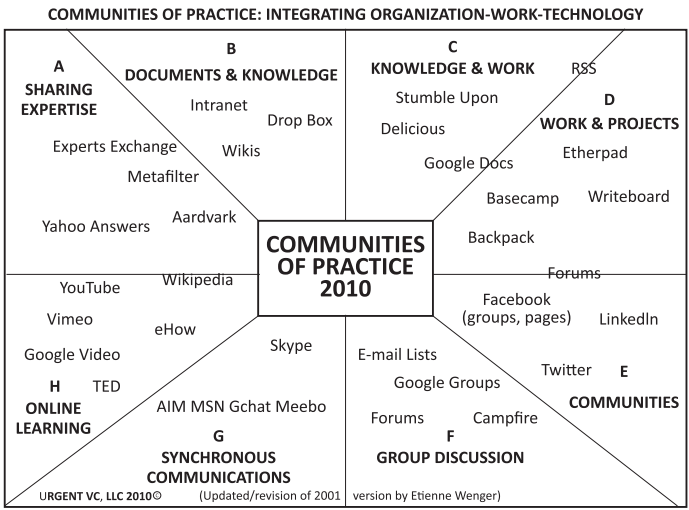 COMMUNITIES OF PRACTICE: INTEGRATING ORGANIZATION-WORK-TECHNOLOGY
A
SHARING
EXPERTISE
Experts Exchange
Metafilter
Aardvark
Yahoo Answers
B
DOCUMENTS & KNOWLEDGE
Intranet
Drop Box
Wikis
C
KNOWLEDGE & WORK
Stumble Upon
Delicious
Google Docs
RSS
D
WORK & PROJECTS
Etherpad
Basecamp
Writeboard
Backpack
Forums
COMMUNITIES
OF PRACTICE
2010
Facebook
(groups, pages)
LinkedIn
Twitter
E
COMMUNITIES
E-mail Lists
Google Groups
Forums
Campfire
F
GROUP DISCUSSION
Skype
AIM MSN Gchat Meebo
G
SYNCHRONOUS
COMMUNICATIONS
Wikipedia
YouTube
Vimeo
eHow
Google Video
TED
H
ONLINE
LEARNING
URGENT VC, LLC 2010©
(Updated/revision of 2001 version by Etienne Wenger)